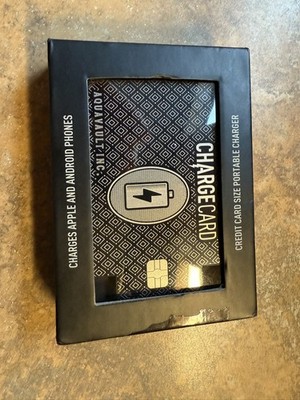 CHARGES APPLE AND ANDROID PHONES
AQUAVAULT, INC.
CHARGECARD
CREDIT CARD SIZE PORTABLE CHARGER